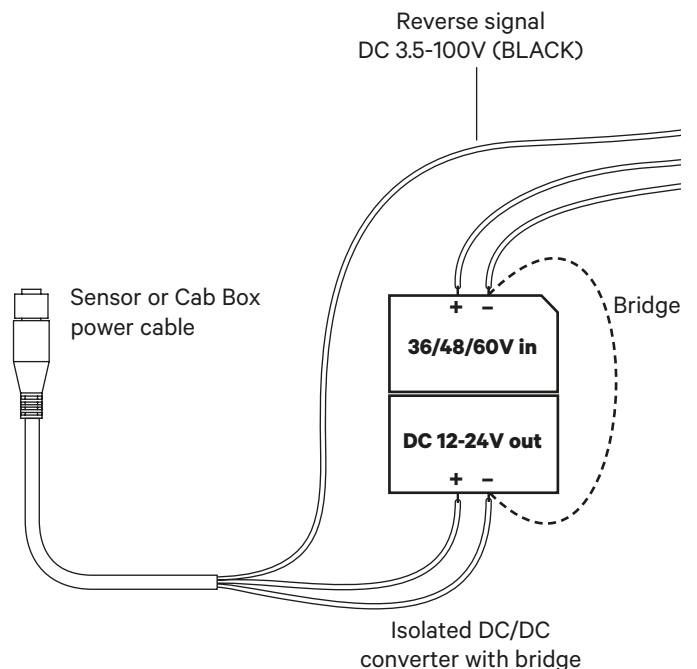 Reverse signal
DC 3.5-100V (BLACK)
Sensor or Cab Box
power cable
Bridge
+ −
36/48/60V in
DC 12-24V out
+ −
Isolated DC/DC
converter with bridge